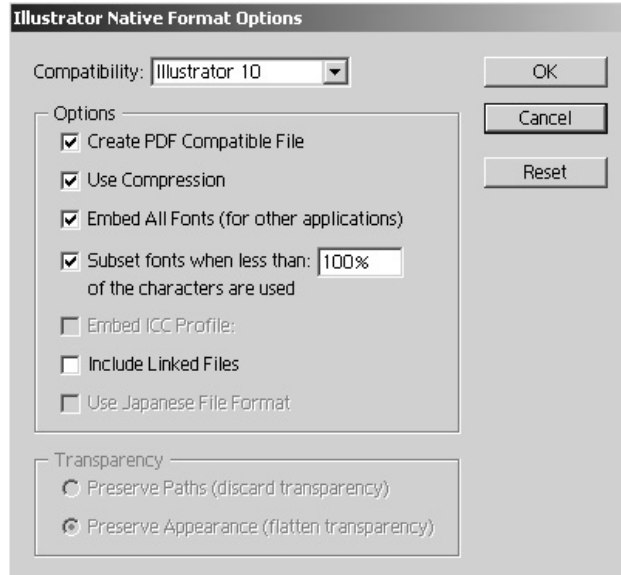 Illustrator Native Format Options
Compatibility: Illustrator 10
OK
Options
Cancel
Create PDF Compatible File
Reset
Use Compression
Embed All Fonts (for other applications)
Subset fonts when less than: 100%
of the characters are used
Embed ICC Profile:
Include Linked Files
Use Japanese File Format
Transparency
Preserve Paths (discard transparency)
Preserve Appearance (flatten transparency)